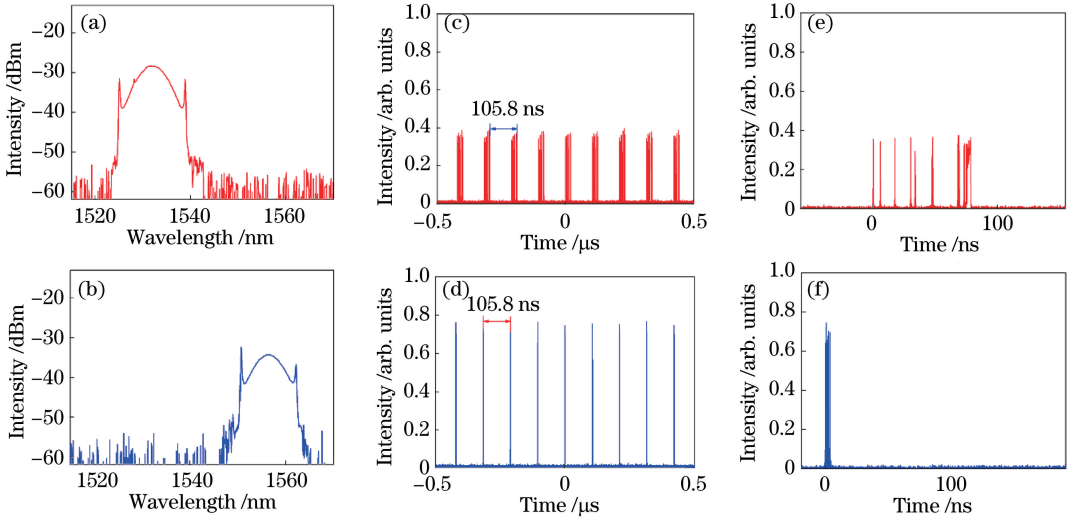 (a)
Intensity /dBm
−20
−30
−40
−50
−60
1520
1540
1560
Wavelength /nm
(c)
Intensity /arb. units
1.0
0.8
0.6
0.4
0.2
0
105.8 ns
−0.5
0
0.5
Time /μs
(e)
Intensity /arb. units
1.0
0.8
0.6
0.4
0.2
0
0
100
Time /ns
(b)
Intensity /dBm
−20
−30
−40
−50
−60
1520
1540
1560
Wavelength /nm
(d)
Intensity /arb. units
1.0
0.8
0.6
0.4
0.2
0
105.8 ns
−0.5
0
0.5
Time /μs
(f)
Intensity /arb. units
1.0
0.8
0.6
0.4
0.2
0
0
100
Time /ns